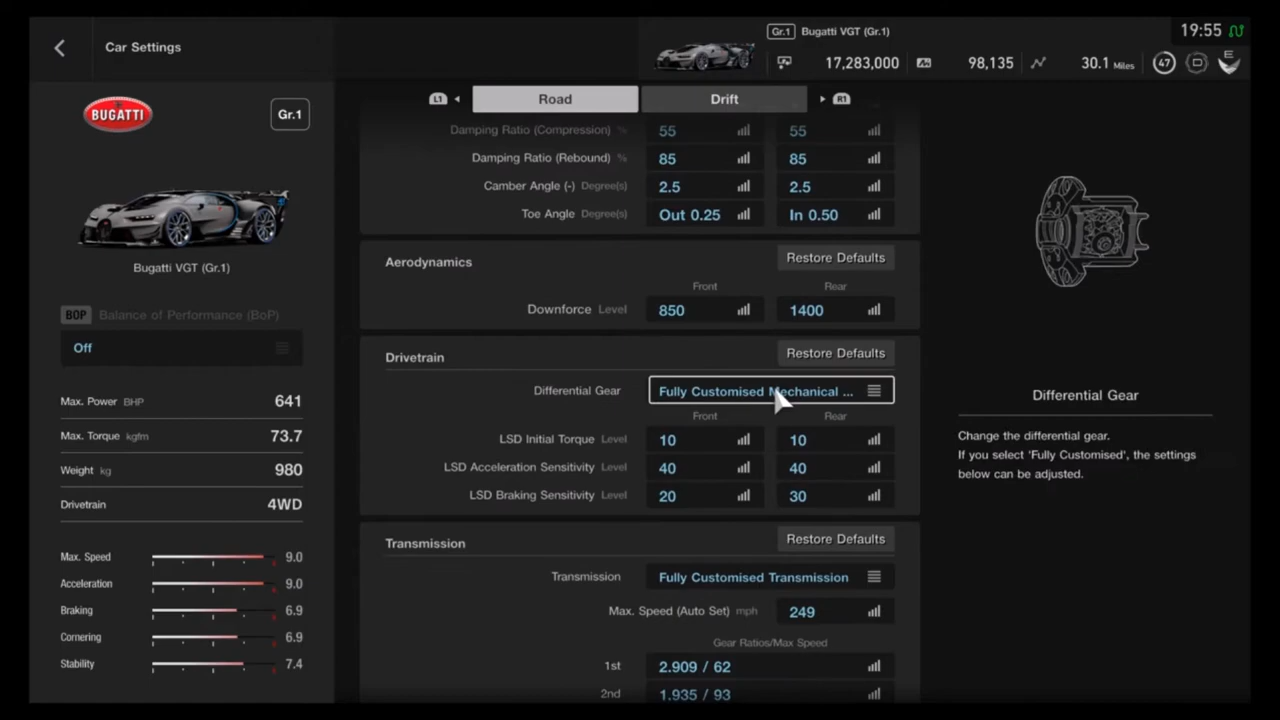 19:55
Car Settings
Gr.1 Bugatti VGT (Gr.1)
17,283,000 98,135 30.1 Miles 47 D E
BUGATTI
Gr.1
L1 Road Drift R1
Damping Ratio (Compression) % 55 55
Damping Ratio (Rebound) % 85 85
Camber Angle (-) Degree(s) 2.5 2.5
Toe Angle Degree(s) Out 0.25 In 0.50
Bugatti VGT (Gr.1)
BOP Balance of Performance (BoP)
Off
Max. Power BHP 641
Max. Torque kgfm 73.7
Weight kg 980
Drivetrain 4WD
Max. Speed 9.0
Acceleration 9.0
Braking 6.9
Cornering 6.9
Stability 7.4
Aerodynamics Restore Defaults
Front Rear
Downforce Level 850 1400
Drivetrain Restore Defaults
Differential Gear Fully Customised Mechanical ...
Front Rear
LSD Initial Torque Level 10 10
LSD Acceleration Sensitivity Level 40 40
LSD Braking Sensitivity Level 20 30
Transmission Restore Defaults
Transmission Fully Customised Transmission
Max. Speed (Auto Set) mph 249
Gear Ratios/Max Speed
1st 2.909 / 62
2nd 1.935 / 93
Differential Gear
Change the differential gear.
If you select 'Fully Customised', the settings
below can be adjusted.